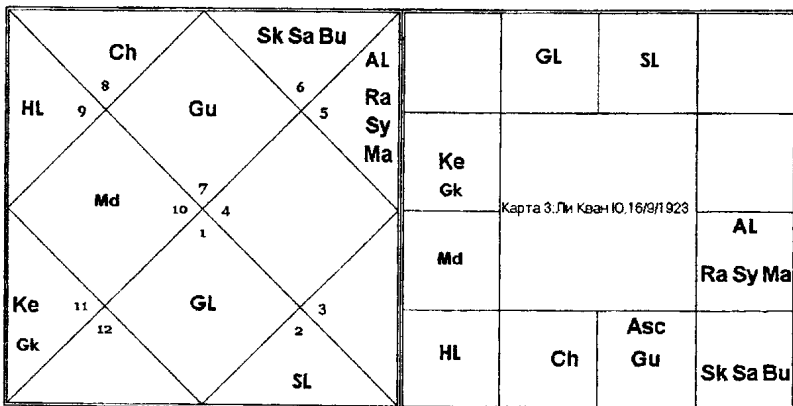 Ch
Sk Sa Bu
AL
8
6
HL
9
Gu
5
Ra
Sy
Ma
Md
7
10
4
1
Ke
11
GL
3
Gk
12
2
SL
GL
SL
Ke
Gk
Карта 3:Ли Кван Ю,16/9/1923
Md
AL
Ra Sy Ma
HL
Ch
Asc
Gu
Sk Sa Bu